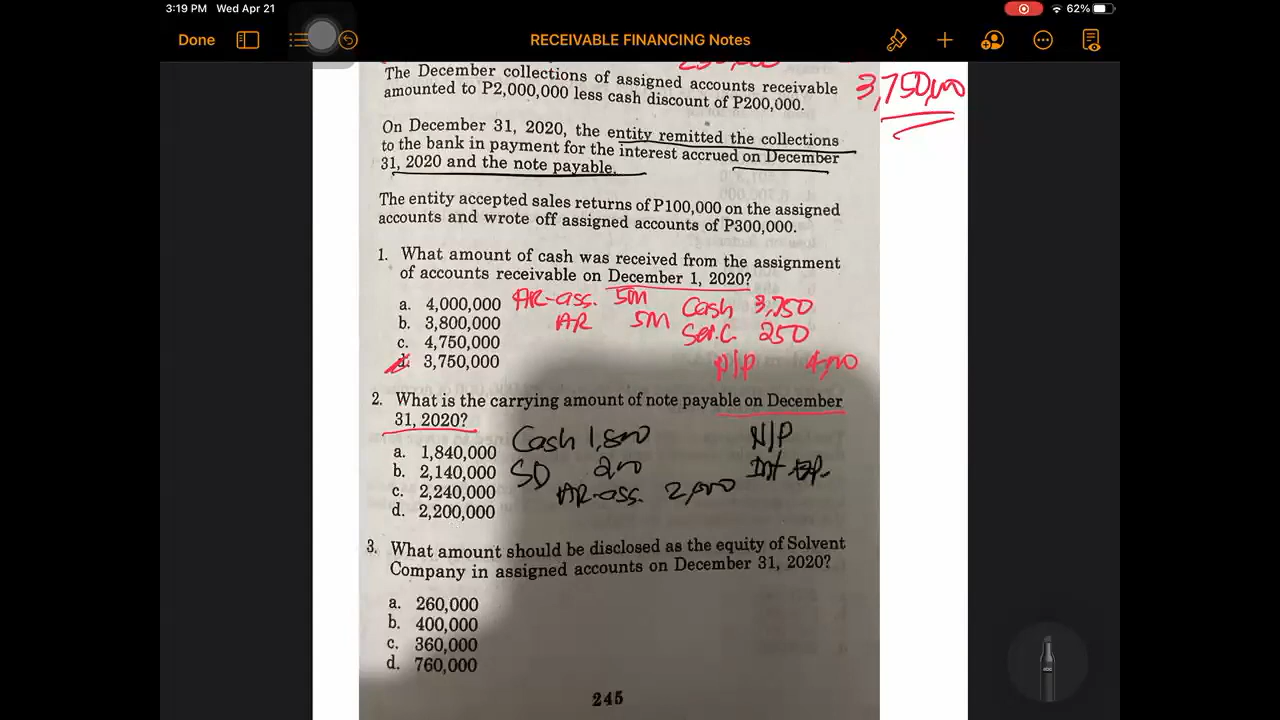 3:19 PM Wed Apr 21
62%
Done
RECEIVABLE FINANCING Notes
The December collections of assigned accounts receivable
amounted to P2,000,000 less cash discount of P200,000.
3,750,000
On December 31, 2020, the entity remitted the collections
to the bank in payment for the interest accrued on December
31, 2020 and the note payable.
The entity accepted sales returns of P100,000 on the assigned
accounts and wrote off assigned accounts of P300,000.
1. What amount of cash was received from the assignment
of accounts receivable on December 1, 2020?
a. 4,000,000
b. 3,800,000
c. 4,750,000
d. 3,750,000
AR-ass. 5M
AR 5M
Cash 3,750
Ser.C 250
N/P 4,000
2. What is the carrying amount of note payable on December
31, 2020?
a. 1,840,000
b. 2,140,000
c. 2,240,000
d. 2,200,000
Cash 1,800
SD 200
AR-ass. 2,000
N/P
Int. Exp.
3. What amount should be disclosed as the equity of Solvent
Company in assigned accounts on December 31, 2020?
a. 260,000
b. 400,000
c. 360,000
d. 760,000
245